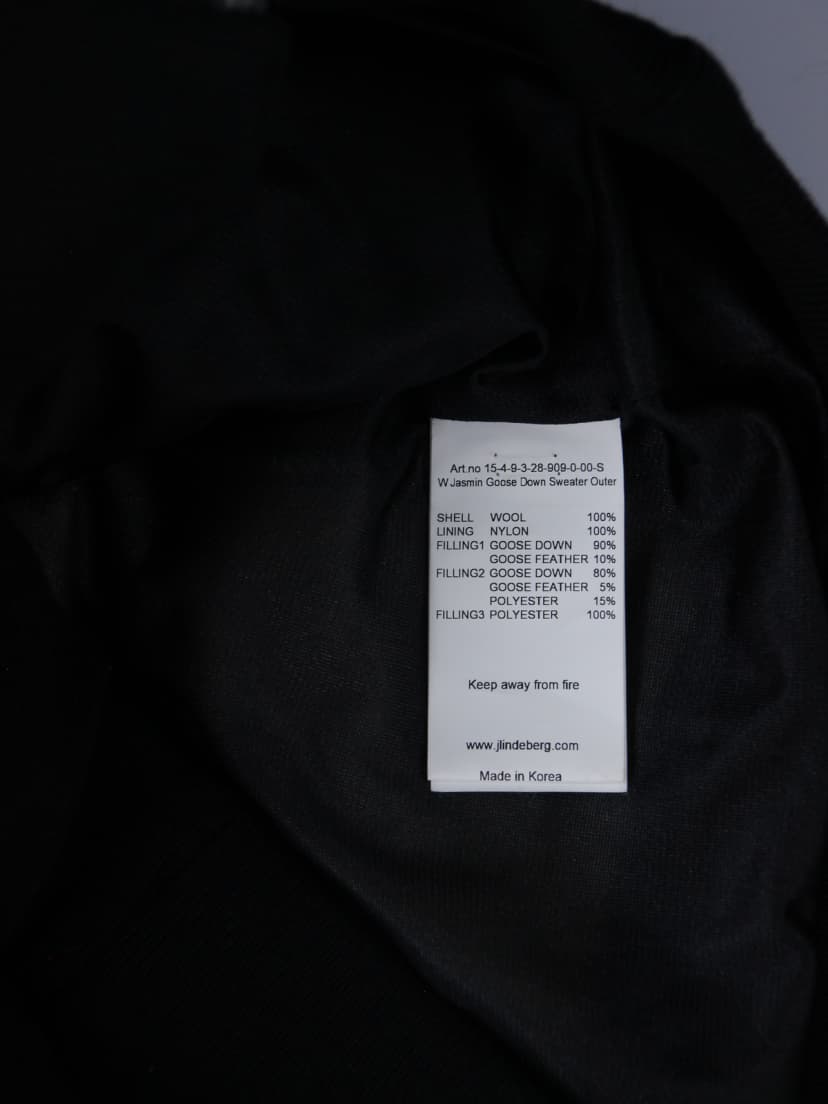 Art.no 15-4-9-3-28-909-0-00-S
W Jasmin Goose Down Sweater Outer
SHELL WOOL 100%
LINING NYLON 100%
FILLING1 GOOSE DOWN 90%
GOOSE FEATHER 10%
FILLING2 GOOSE DOWN 80%
GOOSE FEATHER 5%
POLYESTER 15%
FILLING3 POLYESTER 100%
Keep away from fire
www.jlindeberg.com
Made in Korea